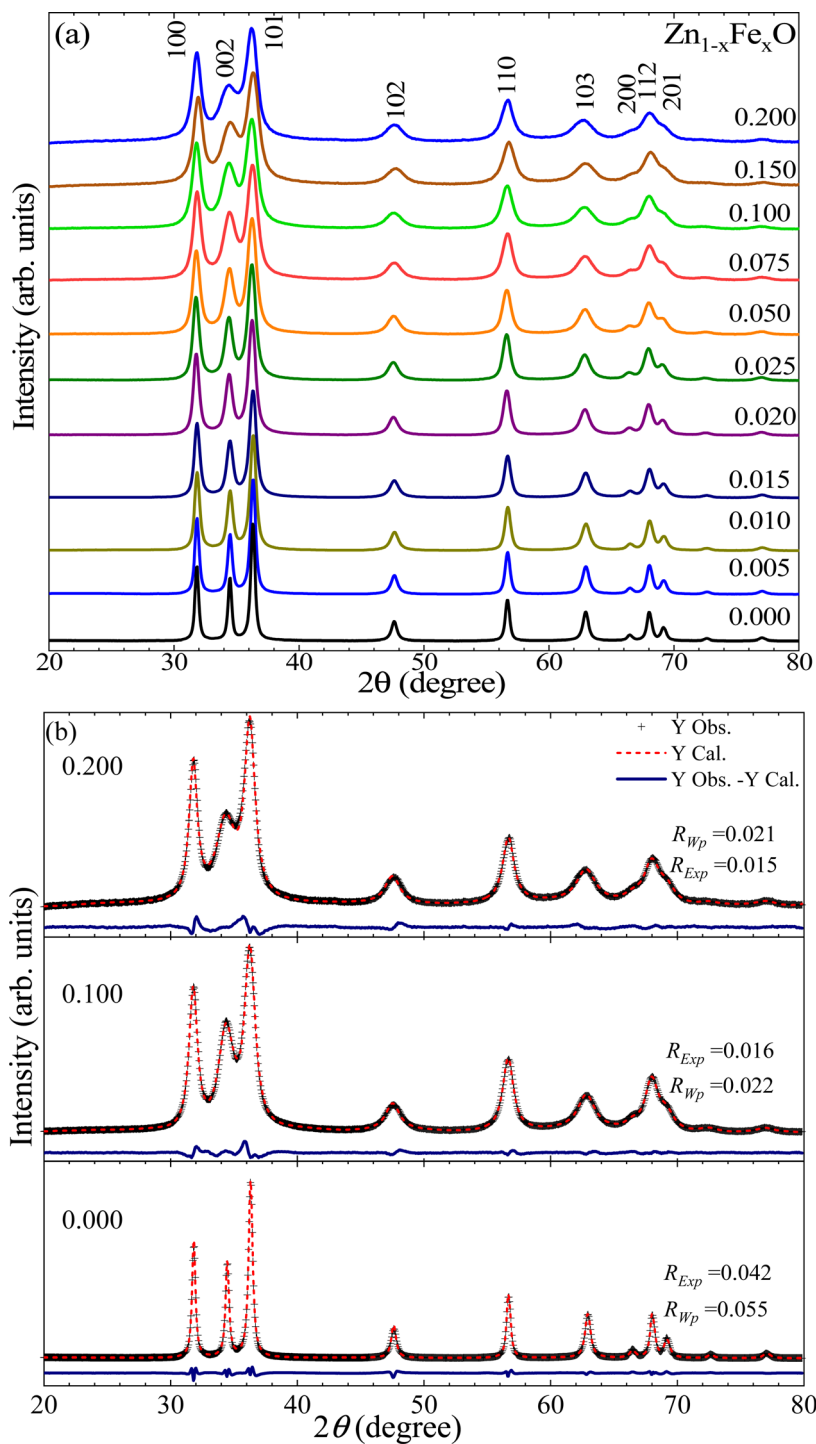 (a)
Zn1-xFexO
100
002
101
102
110
103
200
112
201
0.200
0.150
0.100
0.075
0.050
0.025
0.020
0.015
0.010
0.005
0.000
Intensity (arb. units)
20 30 40 50 60 70 80
2θ (degree)
(b)
+ Y Obs.
Y Cal.
Y Obs. -Y Cal.
0.200
RWp =0.021
RExp =0.015
0.100
RExp =0.016
RWp =0.022
0.000
RExp =0.042
RWp =0.055
Intensity (arb. units)
20 30 40 50 60 70 80
2θ (degree)